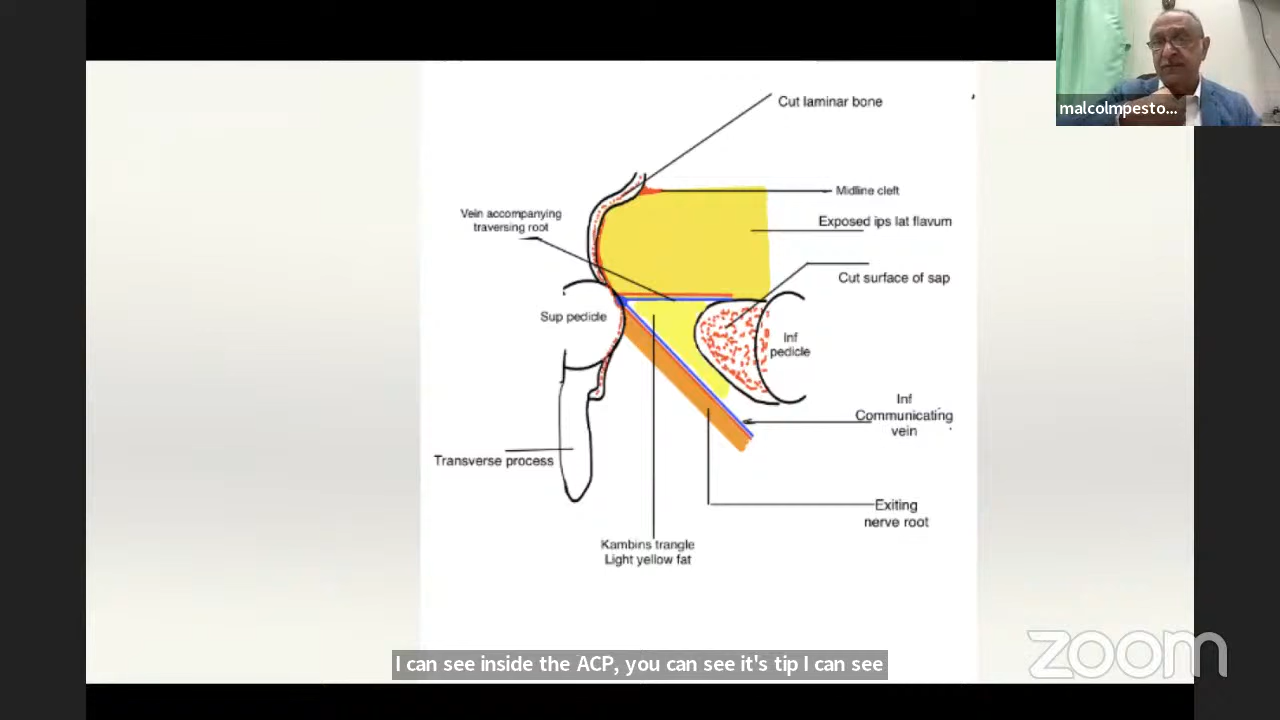 malcolmpesto...
Cut laminar bone
Midline cleft
Vein accompanying
traversing root
Exposed ips lat flavum
Cut surface of sap
Sup pedicle
Inf
pedicle
Inf
Communicating
vein
Transverse process
Exiting
nerve root
Kambins trangle
Light yellow fat
I can see inside the ACP, you can see it's tip I can see
zoom